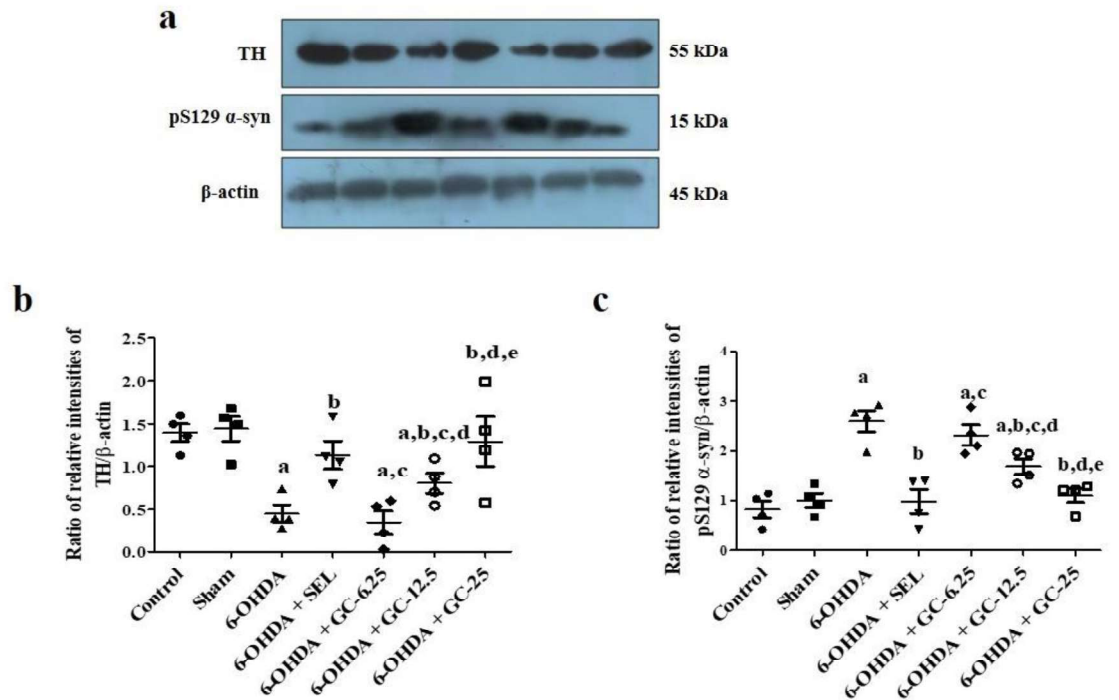 a
TH
55 kDa
pS129 α-syn
15 kDa
β-actin
45 kDa
b
Ratio of relative intensities of
TH/β-actin
2.5
2.0
1.5
1.0
0.5
0.0
a
b
a,c
a,b,c,d
b,d,e
Control
Sham
6-OHDA
6-OHDA + SEL
6-OHDA + GC-6.25
6-OHDA + GC-12.5
6-OHDA + GC-25
c
Ratio of relative intensities of
pS129 α-syn/β-actin
4
3
2
1
0
a
b
a,c
a,b,c,d
b,d,e
Control
Sham
6-OHDA
6-OHDA + SEL
6-OHDA + GC-6.25
6-OHDA + GC-12.5
6-OHDA + GC-25